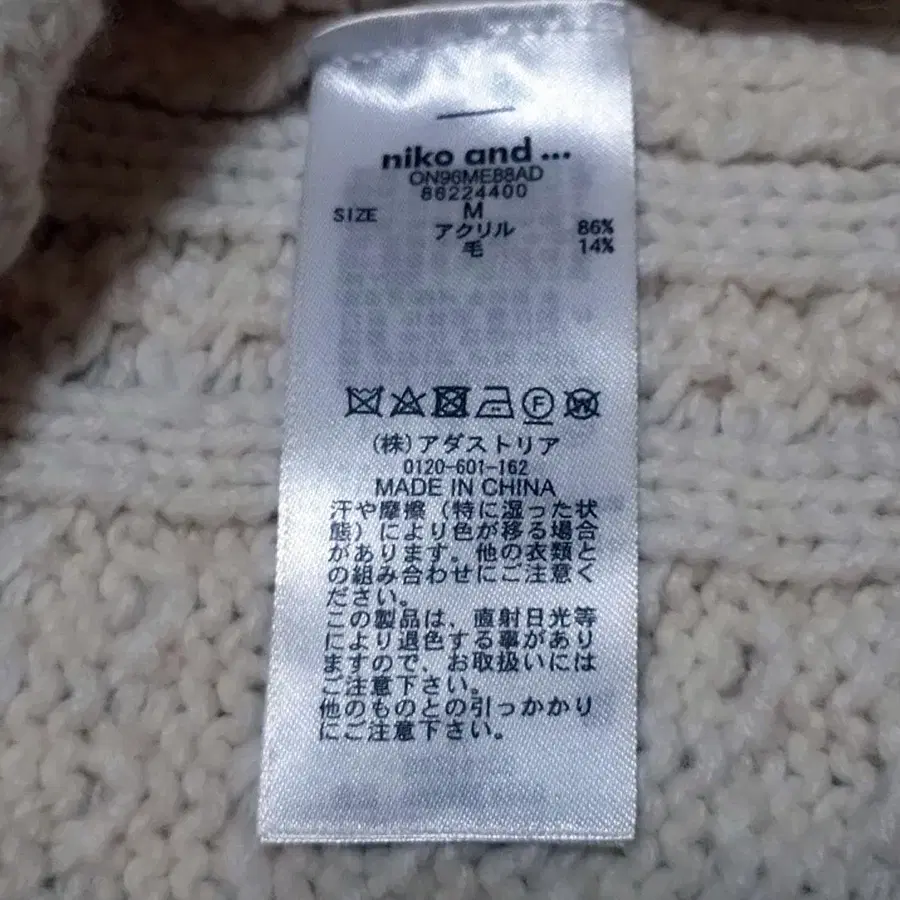 niko and ...
ON96ME88AD
86224400
SIZE M
アクリル 86%
毛 14%
F
W
(株)アダストリア
0120-601-162
MADE IN CHINA
汗や摩擦(特に湿った状
態)により色が移る場合
があります。他の衣類と
の組み合わせにご注意く
ださい。
この製品は、直射日光等
により退色する事があり
ますので、お取扱いには
ご注意下さい。
他のものとの引っかかり
にご注意下さい。